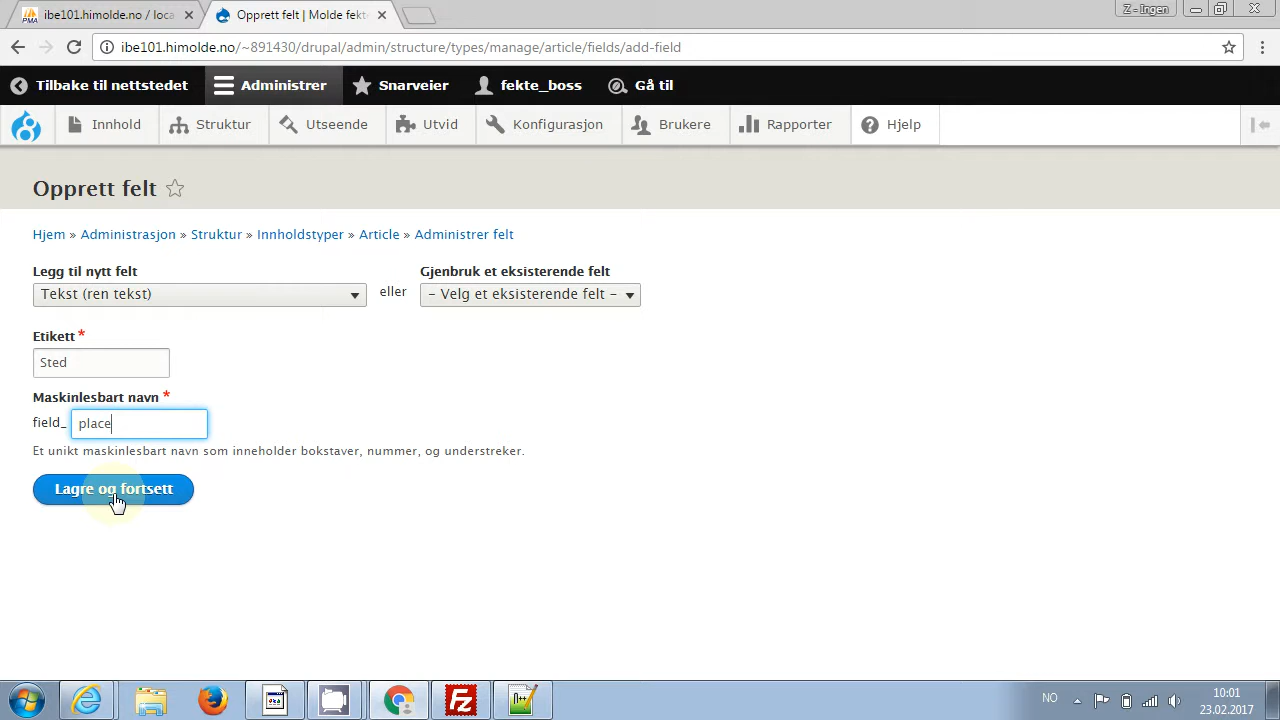 ibe101.himolde.no / loca
Opprett felt | Molde fekte
Z - Ingen
ibe101.himolde.no/~891430/drupal/admin/structure/types/manage/article/fields/add-field
Tilbake til nettstedet
Administrer
Snarveier
fekte_boss
Gå til
Innhold
Struktur
Utseende
Utvid
Konfigurasjon
Brukere
Rapporter
Hjelp
Opprett felt
Hjem » Administrasjon » Struktur » Innholdstyper » Article » Administrer felt
Legg til nytt felt
Gjenbruk et eksisterende felt
Tekst (ren tekst)
eller
- Velg et eksisterende felt -
Etikett *
Sted
Maskinlesbart navn *
field_ place
Et unikt maskinlesbart navn som inneholder bokstaver, nummer, og understreker.
Lagre og fortsett
NO
10:01
23.02.2017